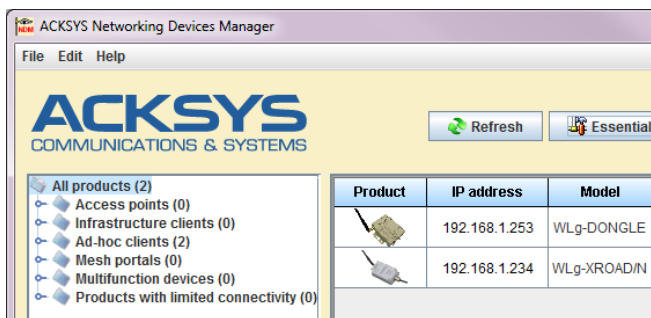 NDM ACKSYS Networking Devices Manager
File Edit Help
ACKSYS
COMMUNICATIONS & SYSTEMS
Refresh Essential
All products (2)
Access points (0)
Infrastructure clients (0)
Ad-hoc clients (2)
Mesh portals (0)
Multifunction devices (0)
Products with limited connectivity (0)
Product IP address Model
192.168.1.253 WLg-DONGLE
192.168.1.234 WLg-XROAD/N